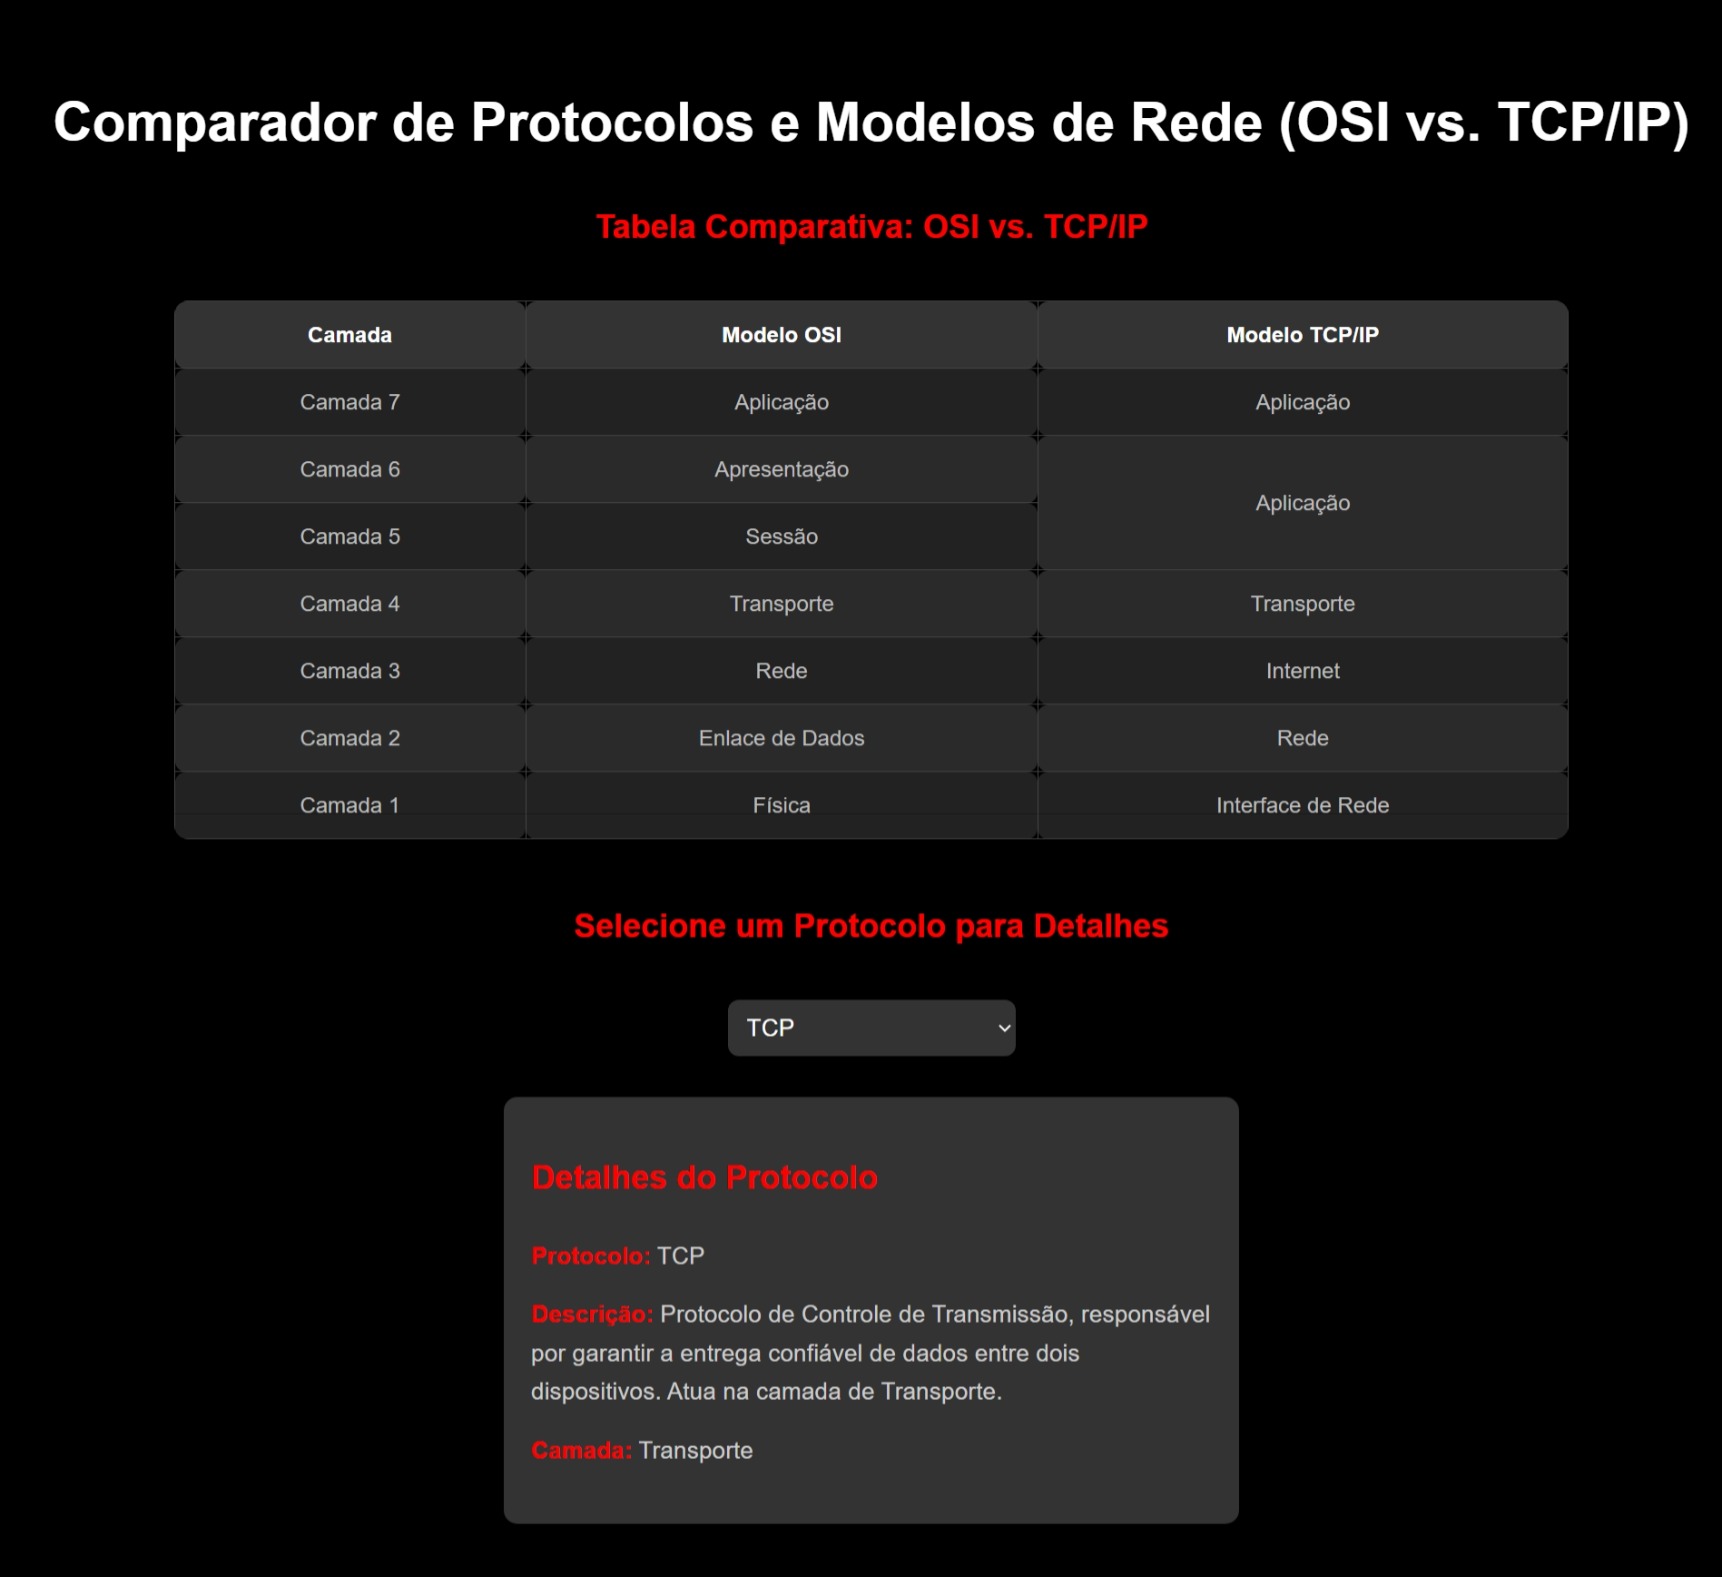 Comparador de Protocolos e Modelos de Rede (OSI vs. TCP/IP)
Tabela Comparativa: OSI vs. TCP/IP
Camada Modelo OSI Modelo TCP/IP
Camada 7 Aplicação Aplicação
Camada 6 Apresentação
Aplicação
Camada 5 Sessão
Camada 4 Transporte Transporte
Camada 3 Rede Internet
Camada 2 Enlace de Dados Rede
Camada 1 Física Interface de Rede
Selecione um Protocolo para Detalhes
TCP
Detalhes do Protocolo
Protocolo: TCP
Descrição: Protocolo de Controle de Transmissão, responsável
por garantir a entrega confiável de dados entre dois
dispositivos. Atua na camada de Transporte.
Camada: Transporte